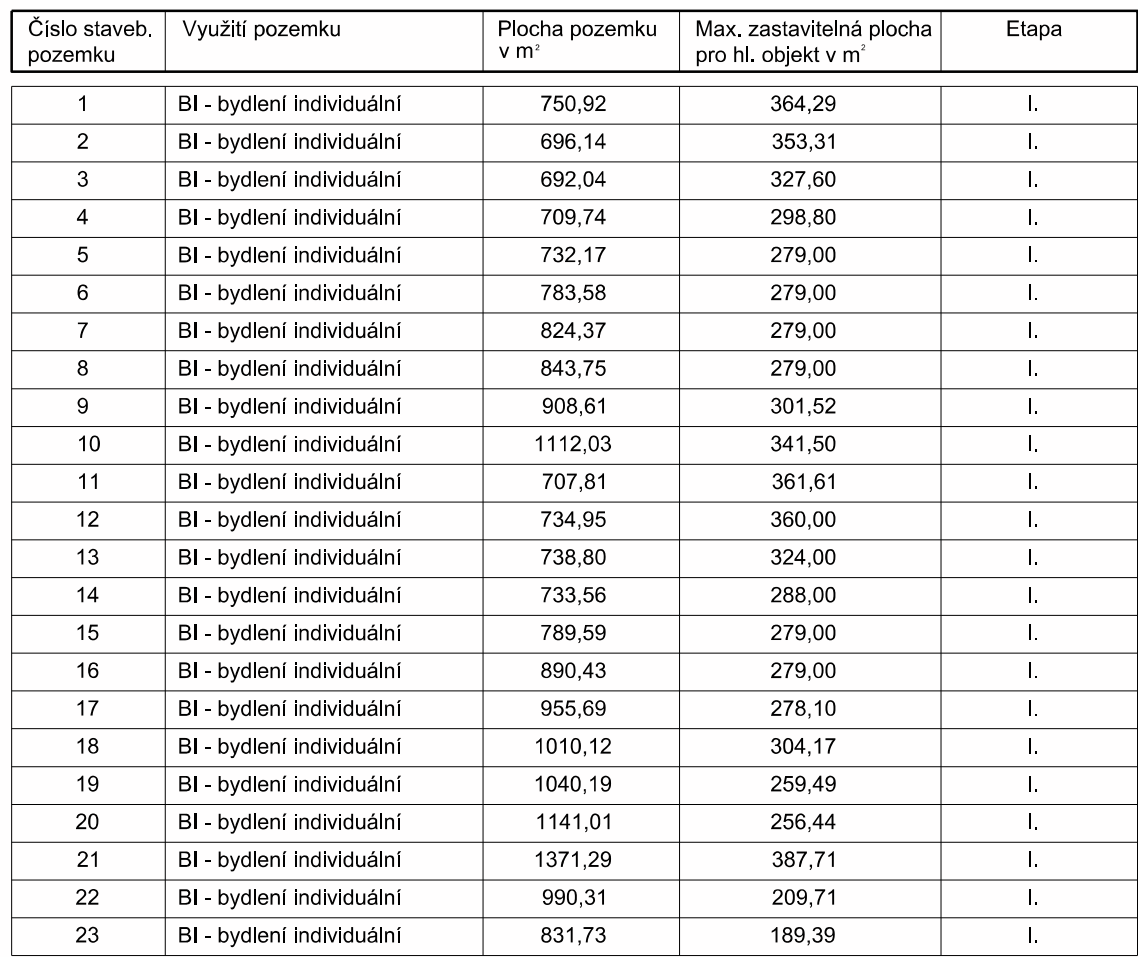 Číslo staveb. Využití pozemku Plocha pozemku Max. zastavitelná plocha Etapa
pozemku v m² pro hl. objekt v m²
1 BI - bydlení individuální 750,92 364,29 I.
2 BI - bydlení individuální 696,14 353,31 I.
3 BI - bydlení individuální 692,04 327,60 I.
4 BI - bydlení individuální 709,74 298,80 I.
5 BI - bydlení individuální 732,17 279,00 I.
6 BI - bydlení individuální 783,58 279,00 I.
7 BI - bydlení individuální 824,37 279,00 I.
8 BI - bydlení individuální 843,75 279,00 I.
9 BI - bydlení individuální 908,61 301,52 I.
10 BI - bydlení individuální 1112,03 341,50 I.
11 BI - bydlení individuální 707,81 361,61 I.
12 BI - bydlení individuální 734,95 360,00 I.
13 BI - bydlení individuální 738,80 324,00 I.
14 BI - bydlení individuální 733,56 288,00 I.
15 BI - bydlení individuální 789,59 279,00 I.
16 BI - bydlení individuální 890,43 279,00 I.
17 BI - bydlení individuální 955,69 278,10 I.
18 BI - bydlení individuální 1010,12 304,17 I.
19 BI - bydlení individuální 1040,19 259,49 I.
20 BI - bydlení individuální 1141,01 256,44 I.
21 BI - bydlení individuální 1371,29 387,71 I.
22 BI - bydlení individuální 990,31 209,71 I.
23 BI - bydlení individuální 831,73 189,39 I.